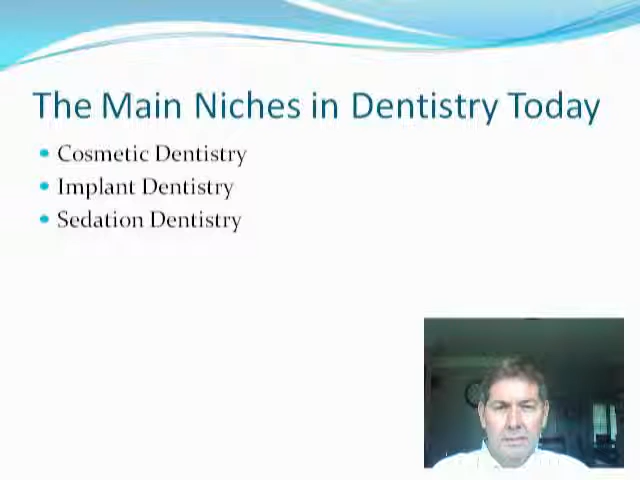 The Main Niches in Dentistry Today
Cosmetic Dentistry
Implant Dentistry
Sedation Dentistry